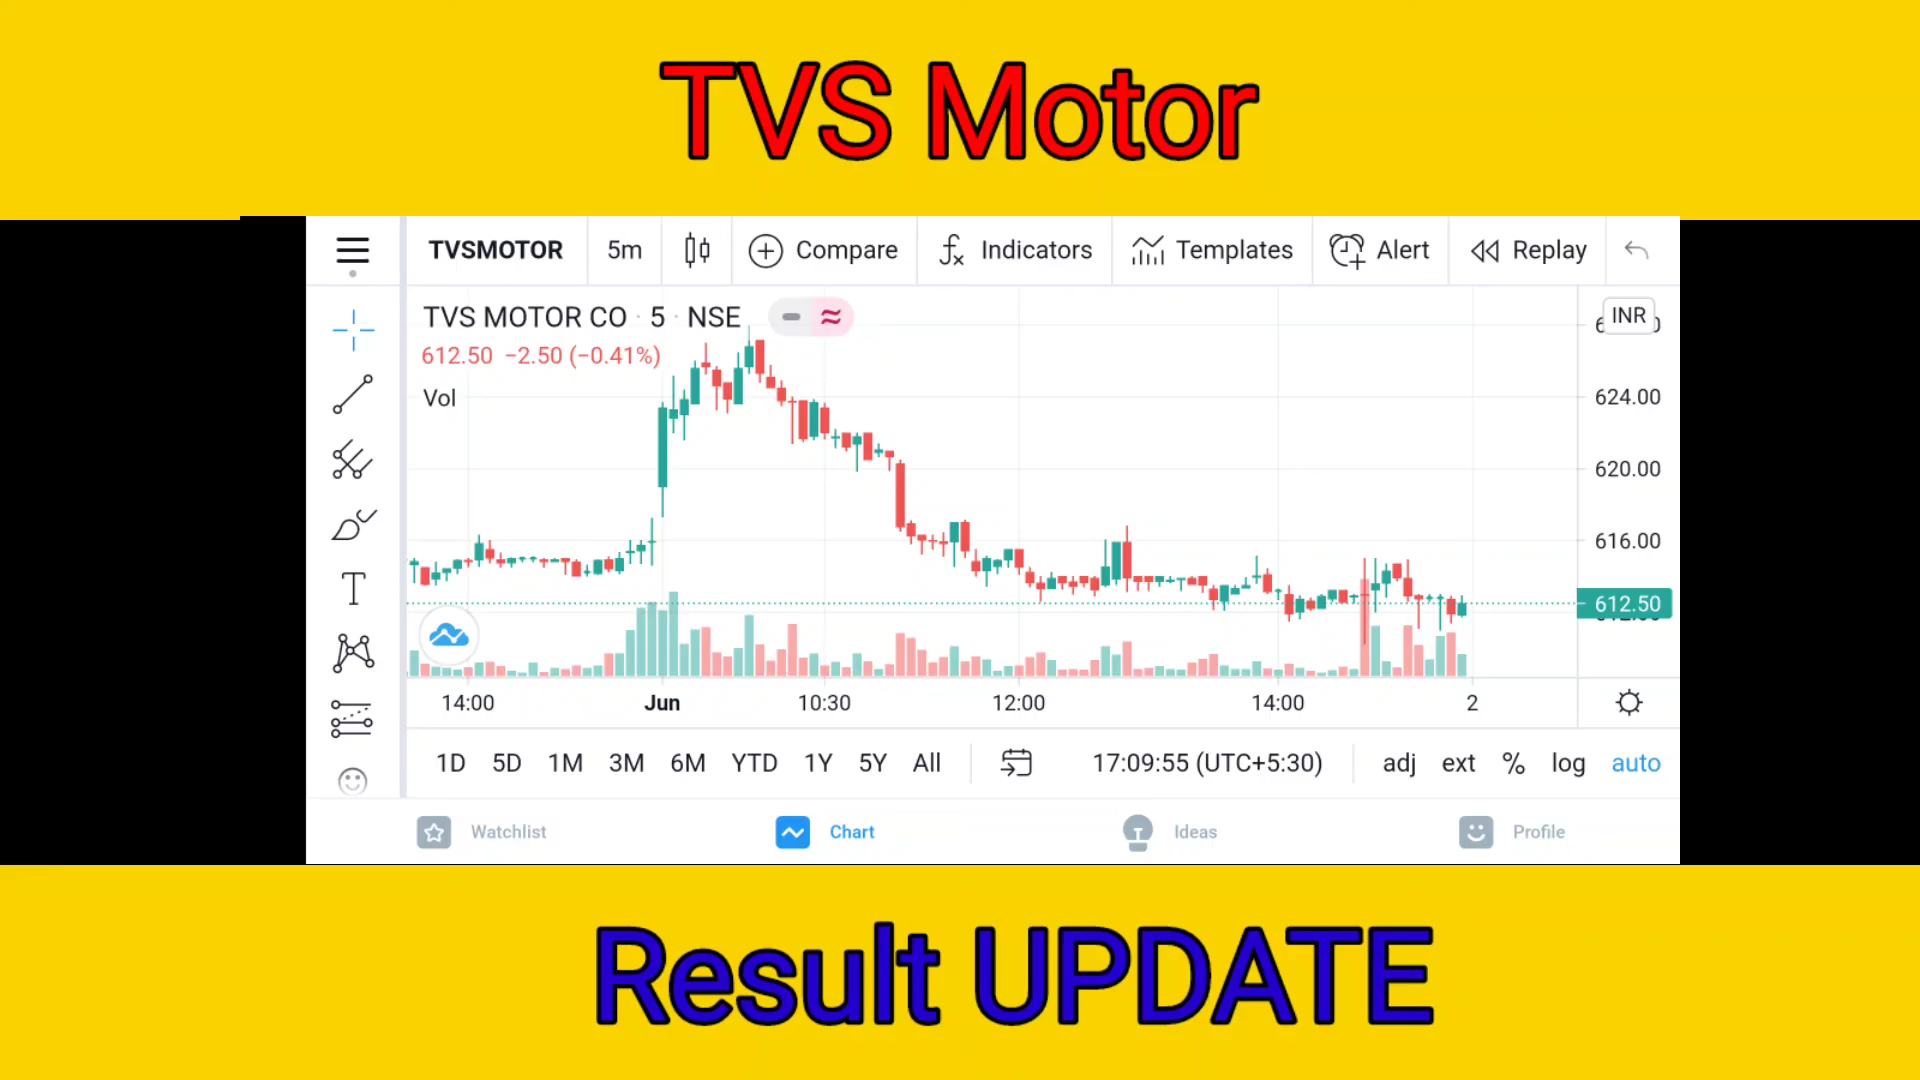 TVS Motor
TVSMOTOR 5m Compare Indicators Templates Alert Replay
TVS MOTOR CO · 5 · NSE
INR
612.50 −2.50 (−0.41%)
Vol
624.00
620.00
616.00
612.50
14:00 Jun 10:30 12:00 14:00 2
1D 5D 1M 3M 6M YTD 1Y 5Y All 17:09:55 (UTC+5:30) adj ext % log auto
Watchlist Chart Ideas Profile
Result UPDATE